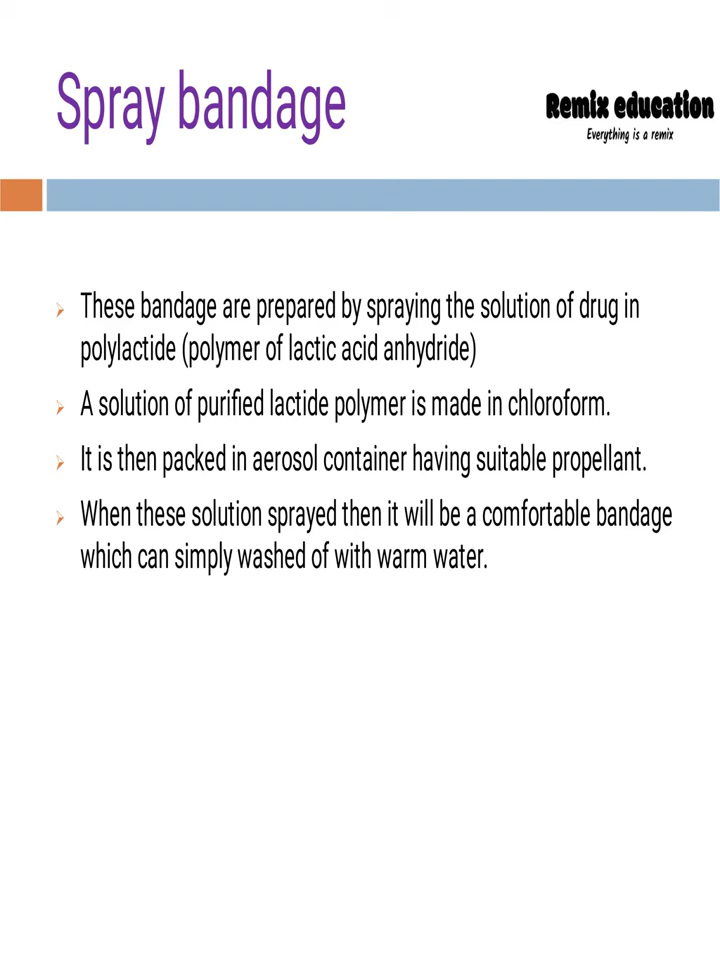 Spray bandage
Remix education
Everything is a remix
These bandage are prepared by spraying the solution of drug in
polylactide (polymer of lactic acid anhydride)
A solution of purified lactide polymer is made in chloroform.
It is then packed in aerosol container having suitable propellant.
When these solution sprayed then it will be a comfortable bandage
which can simply washed of with warm water.